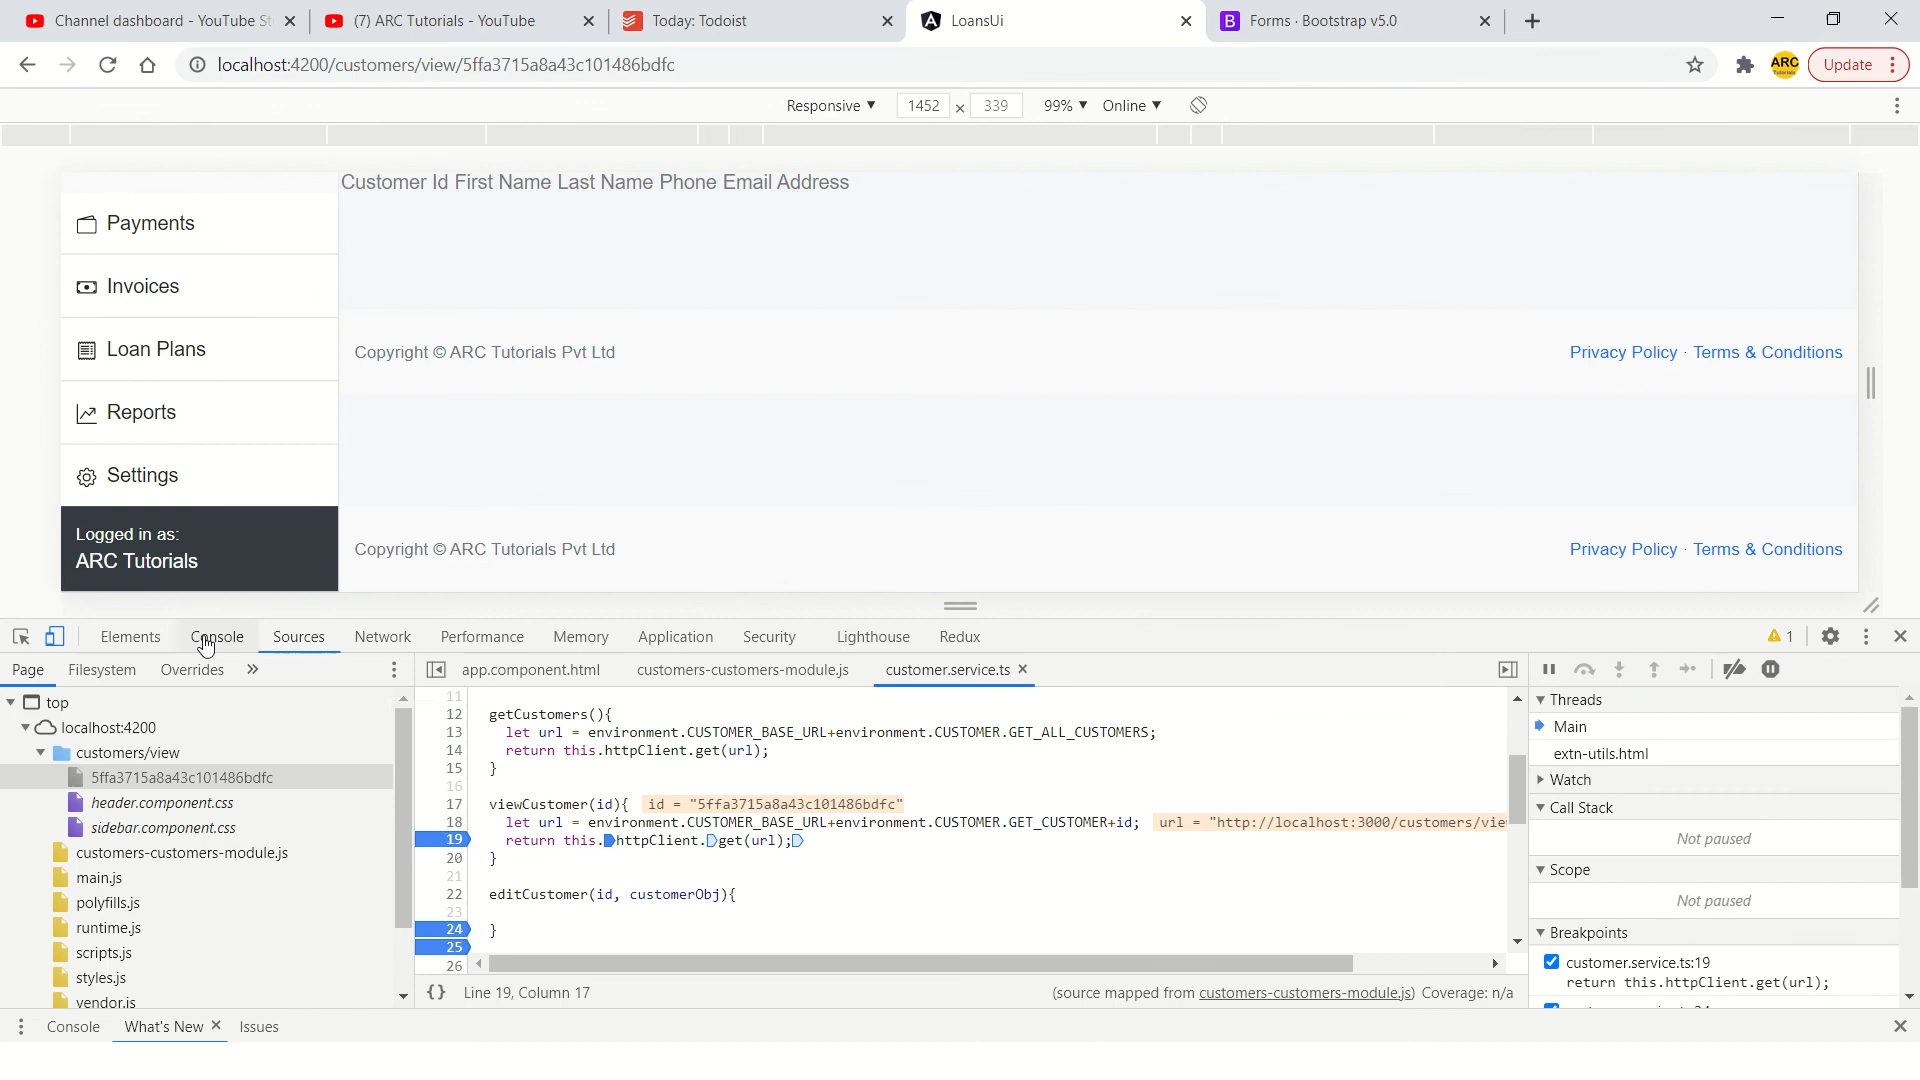 Channel dashboard - YouTube St
(7) ARC Tutorials - YouTube
Today: Todoist
LoansUi
B Forms · Bootstrap v5.0
localhost:4200/customers/view/5ffa3715a8a43c101486bdfc
ARC
Tutorials
Update
Responsive
1452 x 339
99%
Online
Customer Id First Name Last Name Phone Email Address
Payments
Invoices
Loan Plans
Reports
Settings
Logged in as:
ARC Tutorials
Copyright © ARC Tutorials Pvt Ltd
Privacy Policy · Terms & Conditions
Copyright © ARC Tutorials Pvt Ltd
Privacy Policy · Terms & Conditions
Elements Console Sources Network Performance Memory Application Security Lighthouse Redux
1
Page Filesystem Overrides »
app.component.html customers-customers-module.js customer.service.ts
top
localhost:4200
customers/view
5ffa3715a8a43c101486bdfc
header.component.css
sidebar.component.css
customers-customers-module.js
main.js
polyfills.js
runtime.js
scripts.js
styles.js
vendor.js
11
12 getCustomers(){
13 let url = environment.CUSTOMER_BASE_URL+environment.CUSTOMER.GET_ALL_CUSTOMERS;
14 return this.httpClient.get(url);
15 }
16
17 viewCustomer(id){ id = "5ffa3715a8a43c101486bdfc"
18 let url = environment.CUSTOMER_BASE_URL+environment.CUSTOMER.GET_CUSTOMER+id; url = "http://localhost:3000/customers/vie
19 return this.httpClient.get(url);
20 }
21
22 editCustomer(id, customerObj){
23
24 }
25
26
{} Line 19, Column 17
(source mapped from customers-customers-module.js) Coverage: n/a
Threads
Main
extn-utils.html
Watch
Call Stack
Not paused
Scope
Not paused
Breakpoints
customer.service.ts:19
return this.httpClient.get(url);
Console What's New Issues